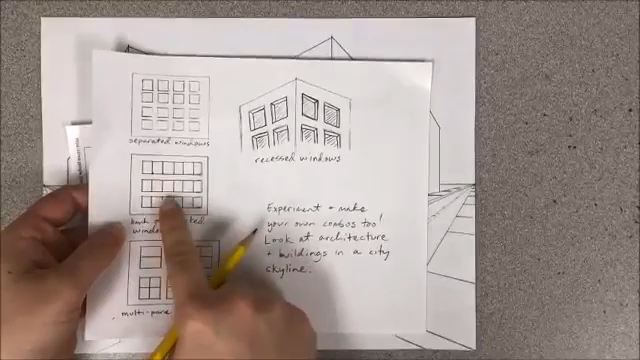 separated windows
recessed windows
Experiment + make
your own combos too!
Look at architecture
+ buildings in a city
skyline.
multi-pane